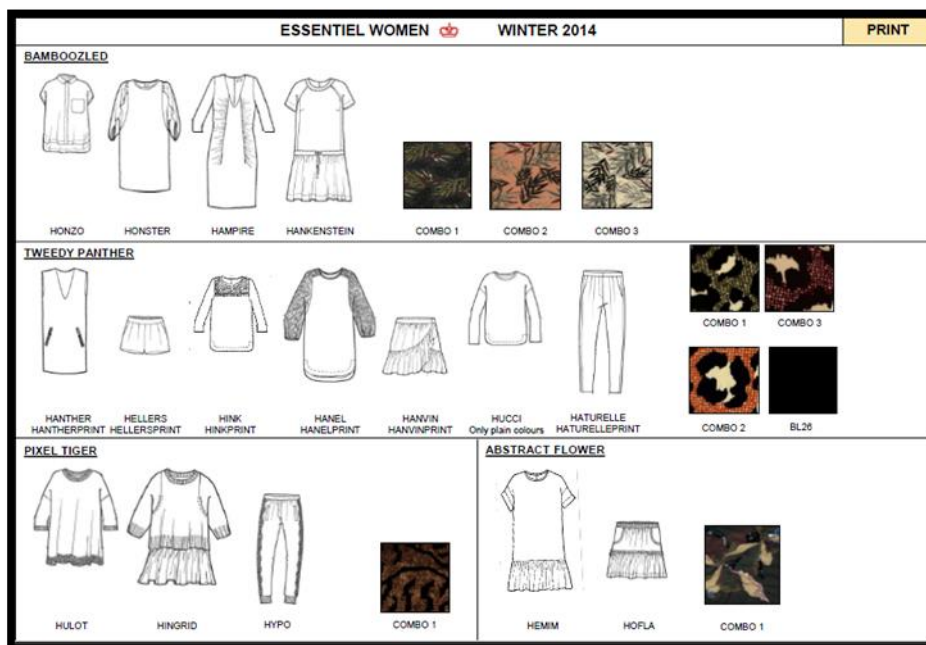 ESSENTIEL WOMEN WINTER 2014 PRINT
BAMBOOZLED
HONZO HONSTER HAMPIRE HANKENSTEIN COMBO 1 COMBO 2 COMBO 3
TWEEDY PANTHER
COMBO 1 COMBO 3
HANTHER HELLERS HINK HANEL HANVIN HUCCI HATURELLE
HANTHERPRINT HELLERSPRINT HINKPRINT HANELPRINT HANVINPRINT Only plain colours HATURELLEPRINT
COMBO 2 BL26
PIXEL TIGER
HULOT HINGRID HYPO COMBO 1
ABSTRACT FLOWER
HEMIM HOFLA COMBO 1